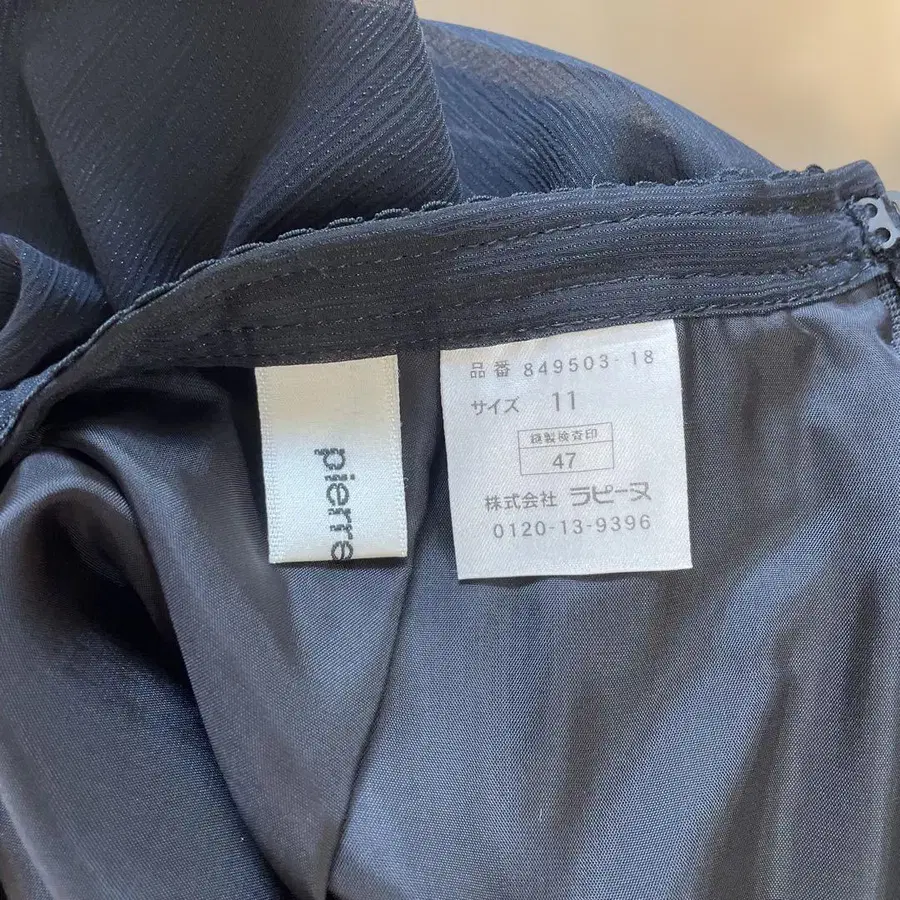 pierre
品番 849503-18
サイズ 11
縫製検査印
47
株式会社 ラピーヌ
0120-13-9396